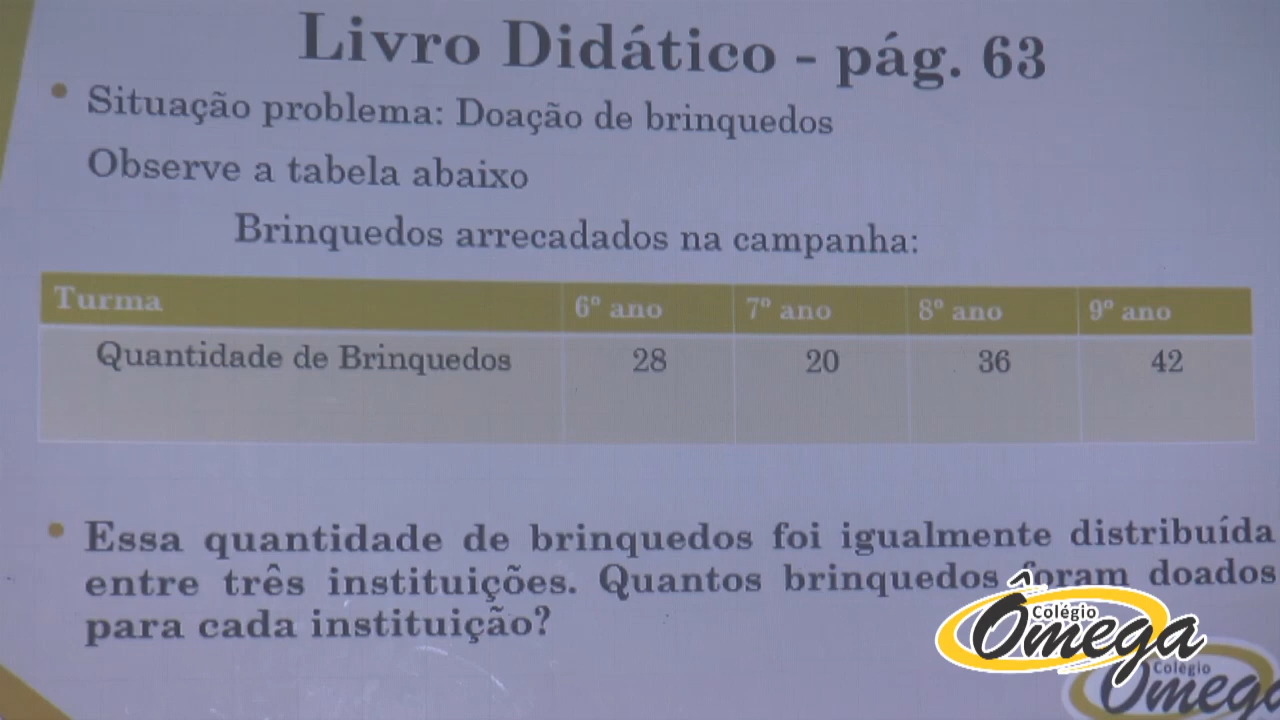 Livro Didático - pág. 63
• Situação problema: Doação de brinquedos
Observe a tabela abaixo
Brinquedos arrecadados na campanha:
Turma 6º ano 7º ano 8º ano 9º ano
Quantidade de Brinquedos 28 20 36 42
• Essa quantidade de brinquedos foi igualmente distribuída
entre três instituições. Quantos brinquedos foram doados
para cada instituição?
Colégio
Ômega
Colégio
Omega